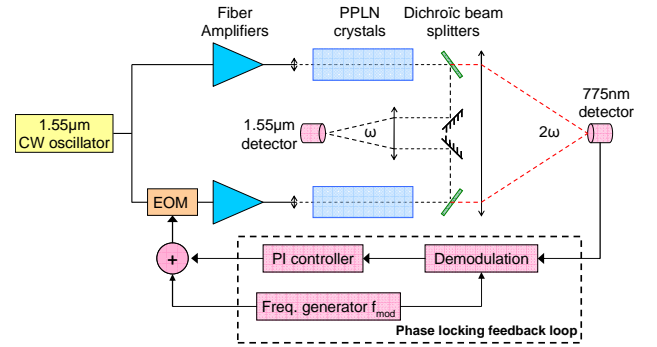 Fiber
Amplifiers
PPLN
crystals
Dichroïc beam
splitters
775nm
detector
1.55µm
CW oscillator
1.55µm
detector
ω
2ω
EOM
+
PI controller
Demodulation
Freq. generator fmod
Phase locking feedback loop